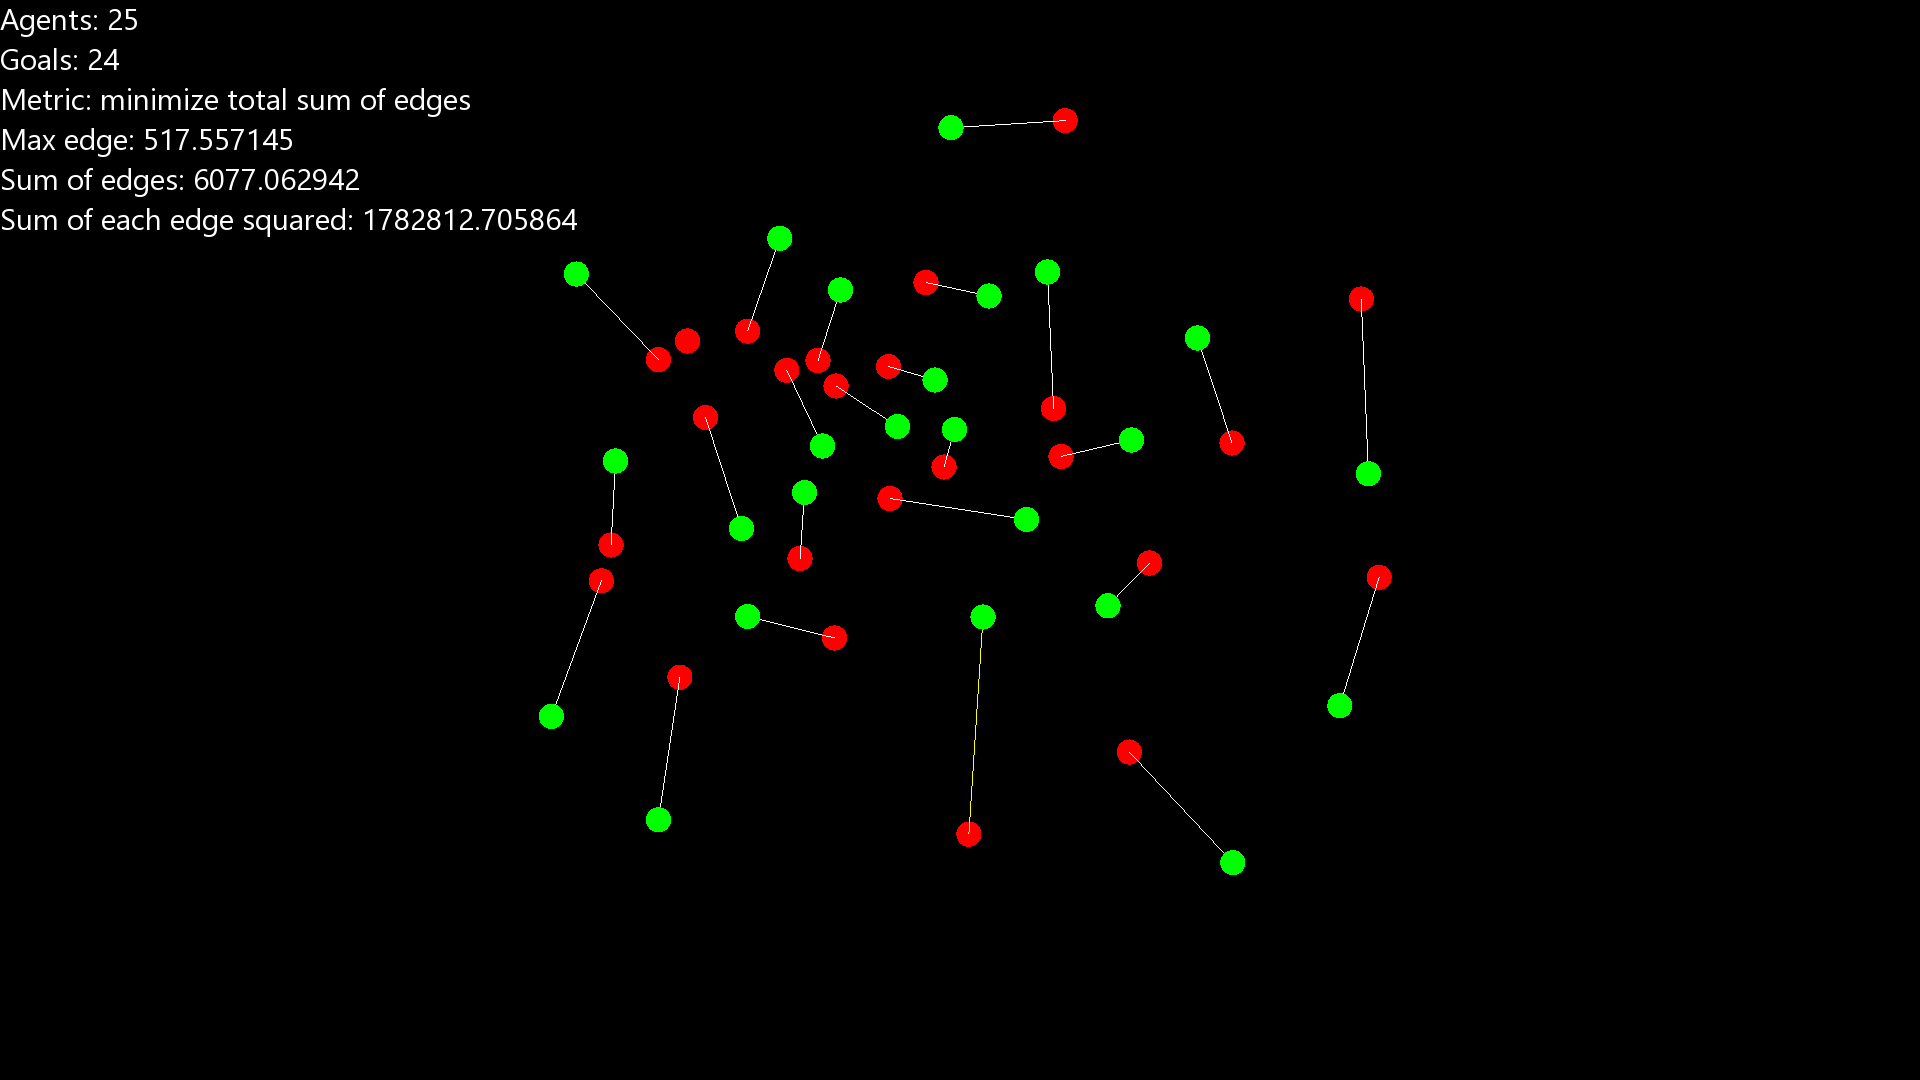 Agents: 25
Goals: 24
Metric: minimize total sum of edges
Max edge: 517.557145
Sum of edges: 6077.062942
Sum of each edge squared: 1782812.705864